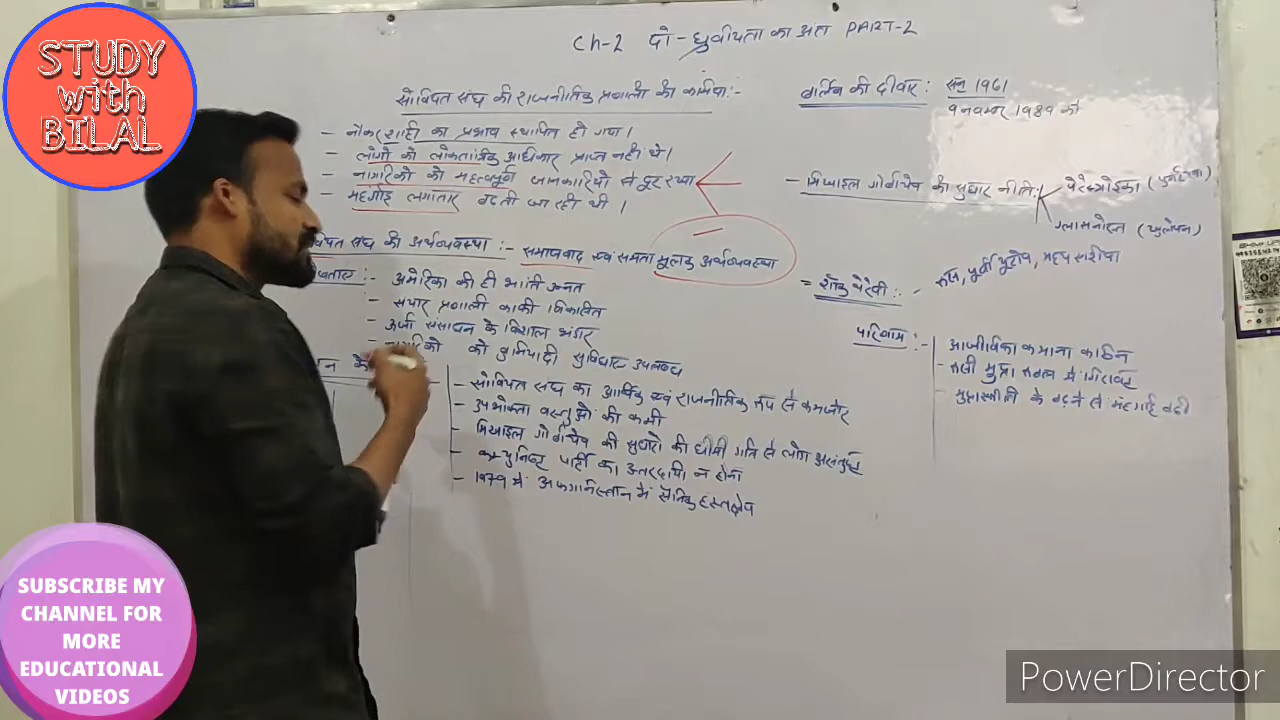 STUDY
with
BILAL
Ch-2 दो-ध्रुवीयता का अंत PART-2
सोवियत संघ की राजनीतिक प्रणाली की कमियां:-
- नौकरशाही का प्रभाव स्थापित हो गया।
- लोगों को लोकतांत्रिक अधिकार प्राप्त नहीं थे।
- नागरिकों को महत्वपूर्ण जानकारियों से दूर रखा
- महंगाई लगातार बढ़ती जा रही थी।
संघ की अर्थव्यवस्था :- समाजवाद एवं समता मूलक अर्थव्यवस्था
:- अमेरिका की ही भांति उन्नत
- संचार प्रणाली काफी विकसित
- ऊर्जा संसाधन के विशाल भंडार
- को बुनियादी सुविधाएं उपलब्ध
- सोवियत संघ का आर्थिक एवं राजनीतिक रूप से कमजोर
- उपभोक्ता वस्तुओं की कमी
- मिखाइल गोर्बाचेव की सुधारों की धीमी गति से लोग असंतुष्ट
- कम्युनिस्ट पार्टी का उत्तरदायी न होना
- 1979 में अफगानिस्तान में सैनिक हस्तक्षेप
बर्लिन की दीवार : सन् 1961
9 नवम्बर 1989 को
- मिखाइल गोर्बाचेव की सुधार नीति: पेरेस्त्रोइका (पुनर्रचना)
ग्लासनोस्त (खुलेपन)
= शॉक थेरेपी :- रूस, पूर्वी यूरोप, मध्य एशिया
परिणाम :- आजीविका कमाना कठिन
- रूसी मुद्रा रूबल में गिरावट
- मुद्रास्फीति के बढ़ने से महंगाई बढ़ी
SUBSCRIBE MY
CHANNEL FOR
MORE
EDUCATIONAL
VIDEOS
PowerDirector